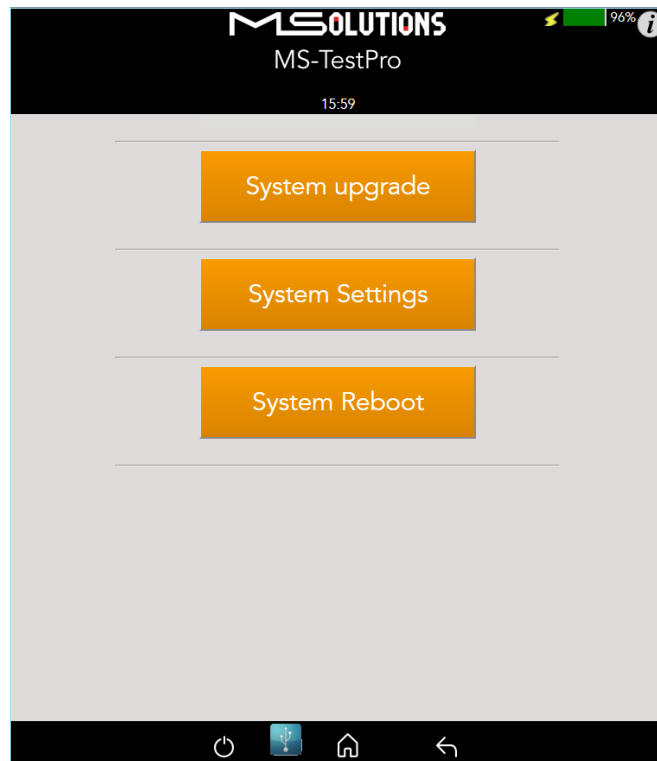 MSOLUTIONS
96%
i
MS-TestPro
15:59
System upgrade
System Settings
System Reboot